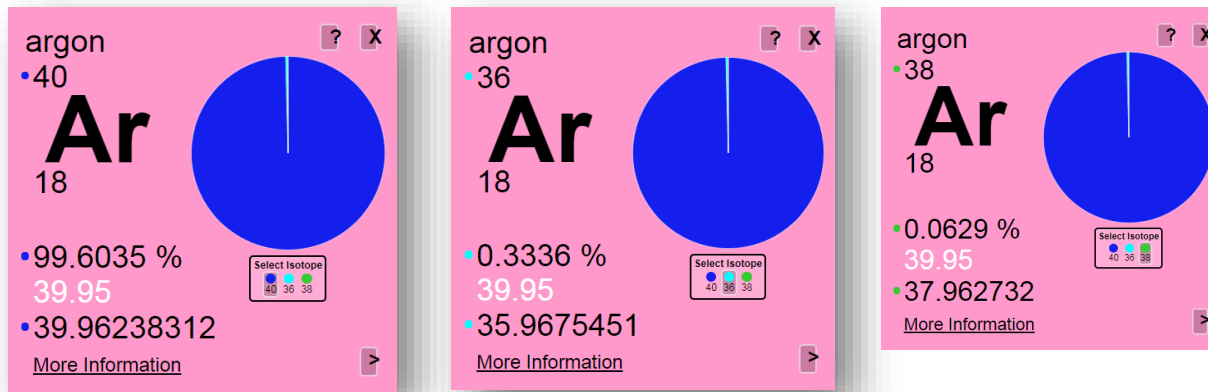 argon
? X
40
Ar
18
99.6035 %
Select Isotope
40 36 38
39.95
39.96238312
More Information
>
argon
? X
36
Ar
18
0.3336 %
Select Isotope
40 36 38
39.95
35.9675451
More Information
>
argon
? X
38
Ar
18
0.0629 %
Select Isotope
40 36 38
39.95
37.962732
More Information
>